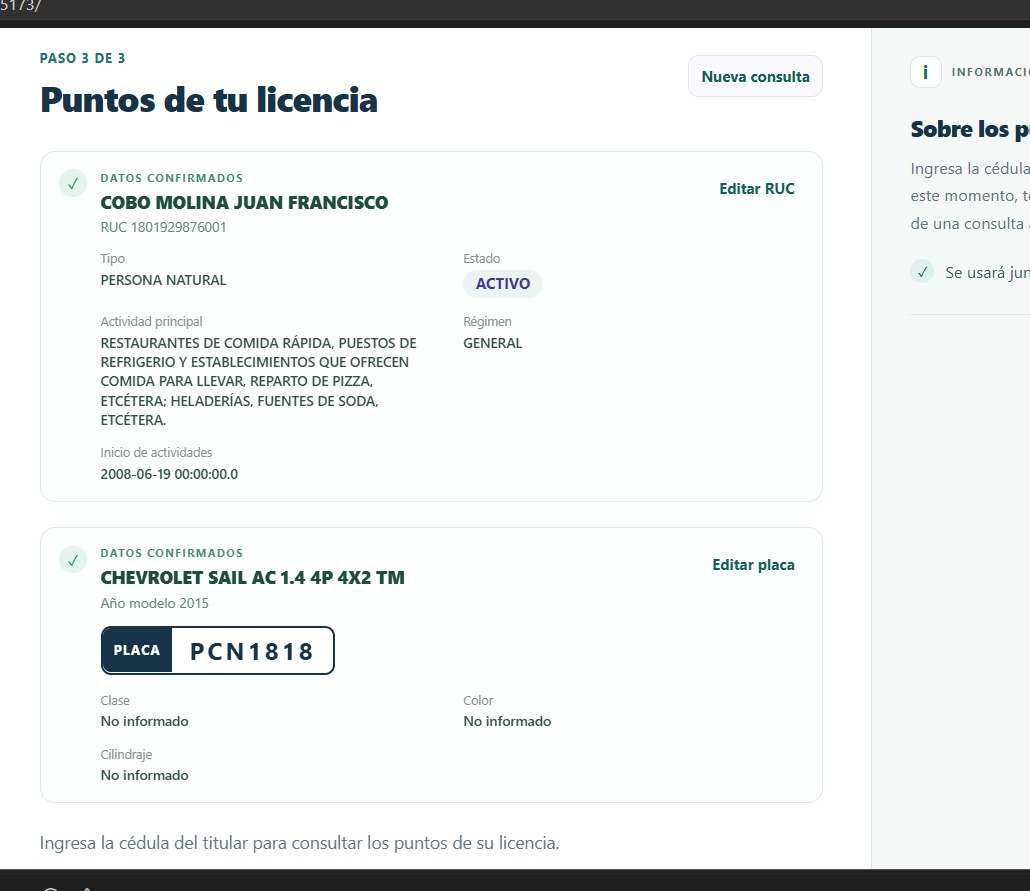 5173/
PASO 3 DE 3
Puntos de tu licencia
Nueva consulta
DATOS CONFIRMADOS
COBO MOLINA JUAN FRANCISCO
RUC 1801929876001
Editar RUC
Tipo
PERSONA NATURAL
Estado
ACTIVO
Actividad principal
RESTAURANTES DE COMIDA RÁPIDA, PUESTOS DE
REFRIGERIO Y ESTABLECIMIENTOS QUE OFRECEN
COMIDA PARA LLEVAR, REPARTO DE PIZZA,
ETCÉTERA; HELADERÍAS, FUENTES DE SODA,
ETCÉTERA.
Régimen
GENERAL
Inicio de actividades
2008-06-19 00:00:00.0
DATOS CONFIRMADOS
CHEVROLET SAIL AC 1.4 4P 4X2 TM
Año modelo 2015
Editar placa
PLACA PCN1818
Clase
No informado
Color
No informado
Cilindraje
No informado
Ingresa la cédula del titular para consultar los puntos de su licencia.
i INFORMACI
Sobre los p
Ingresa la cédula
este momento, t
de una consulta
Se usará jun